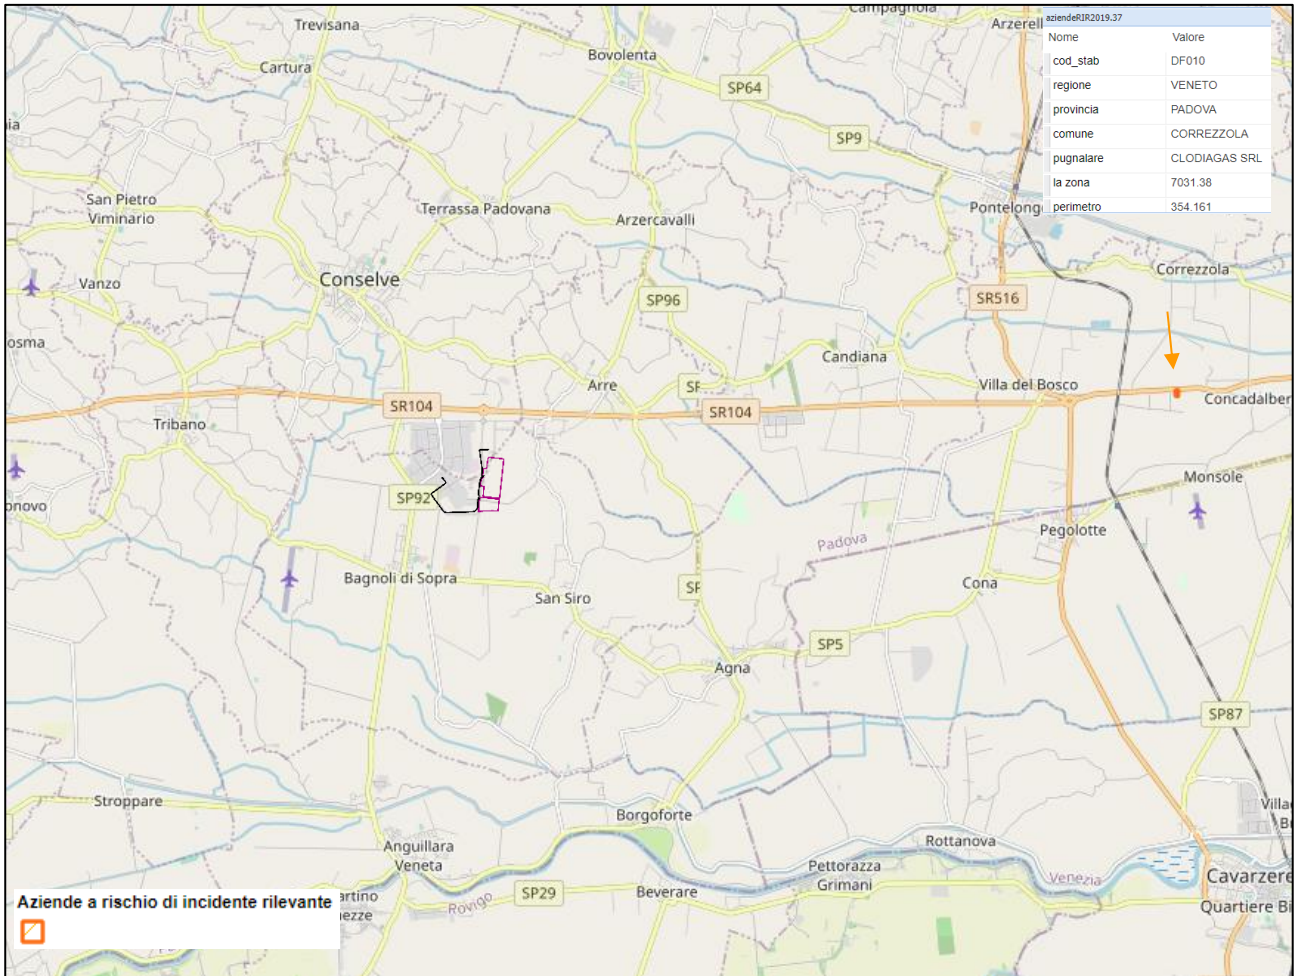 Campagnola
Trevisana
Arzerell
aziendeRIR2019.37
Nome Valore
cod_stab DF010
regione VENETO
provincia PADOVA
comune CORREZZOLA
pugnalare CLODIAGAS SRL
la zona 7031.38
perimetro 354.161
Bovolenta
Cartura
SP64
ia
SP9
San Pietro
Viminario
Terrassa Padovana
Arzercavalli
Pontelong
Correzzola
Conselve
Vanzo
SP96
SR516
osma
Candiana
Arre
SF
Villa del Bosco
Concadalber
SR104
SR104
Tribano
Monsole
SP92
onovo
Pegolotte
Padova
Bagnoli di Sopra
Cona
San Siro
SF
SP5
Agna
SP87
Stroppare
Villa
B
Borgoforte
Rottanova
Anguillara
Veneta
Pettorazza
Grimani
Venezia
Cavarzere
Beverare
SP29
Rovigo
artino
ezze
Quartiere Bi
Aziende a rischio di incidente rilevante